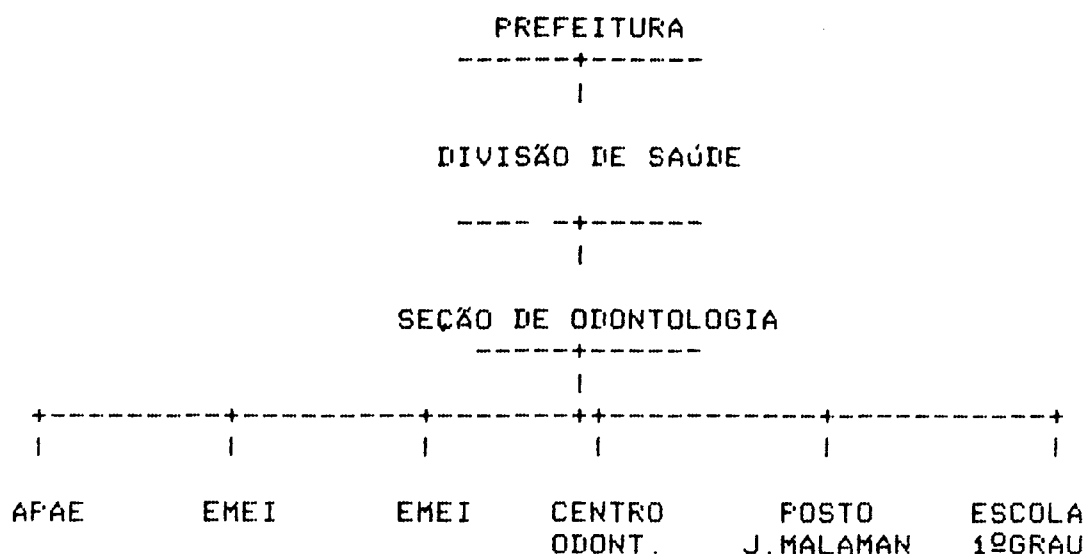 PREFEITURA
DIVISÃO DE SAÚDE
SEÇÃO DE ODONTOLOGIA
APAE EMEI EMEI CENTRO POSTO ESCOLA
ODONT. J.MALAMAN 1ºGRAU